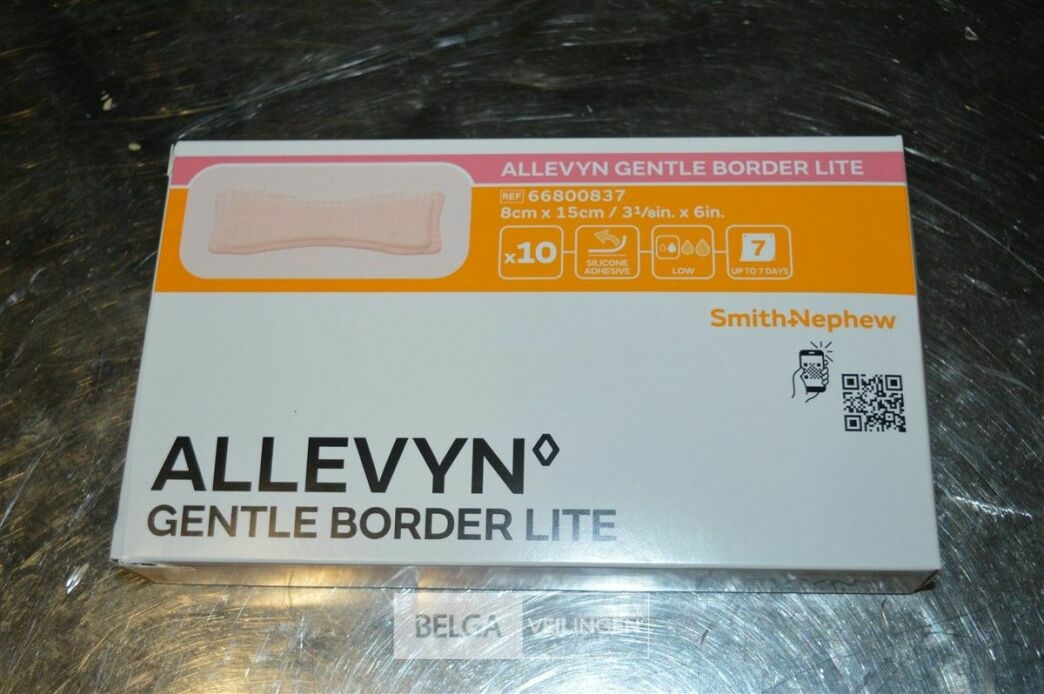 ALLEVYN GENTLE BORDER LITE
REF 66800837
8cm x 15cm / 3⅛in. x 6in.
x10
SILICONE
ADHESIVE
LOW
7
UP TO 7 DAYS
Smith+Nephew
ALLEVYN◊
GENTLE BORDER LITE
BELGA VEILINGEN